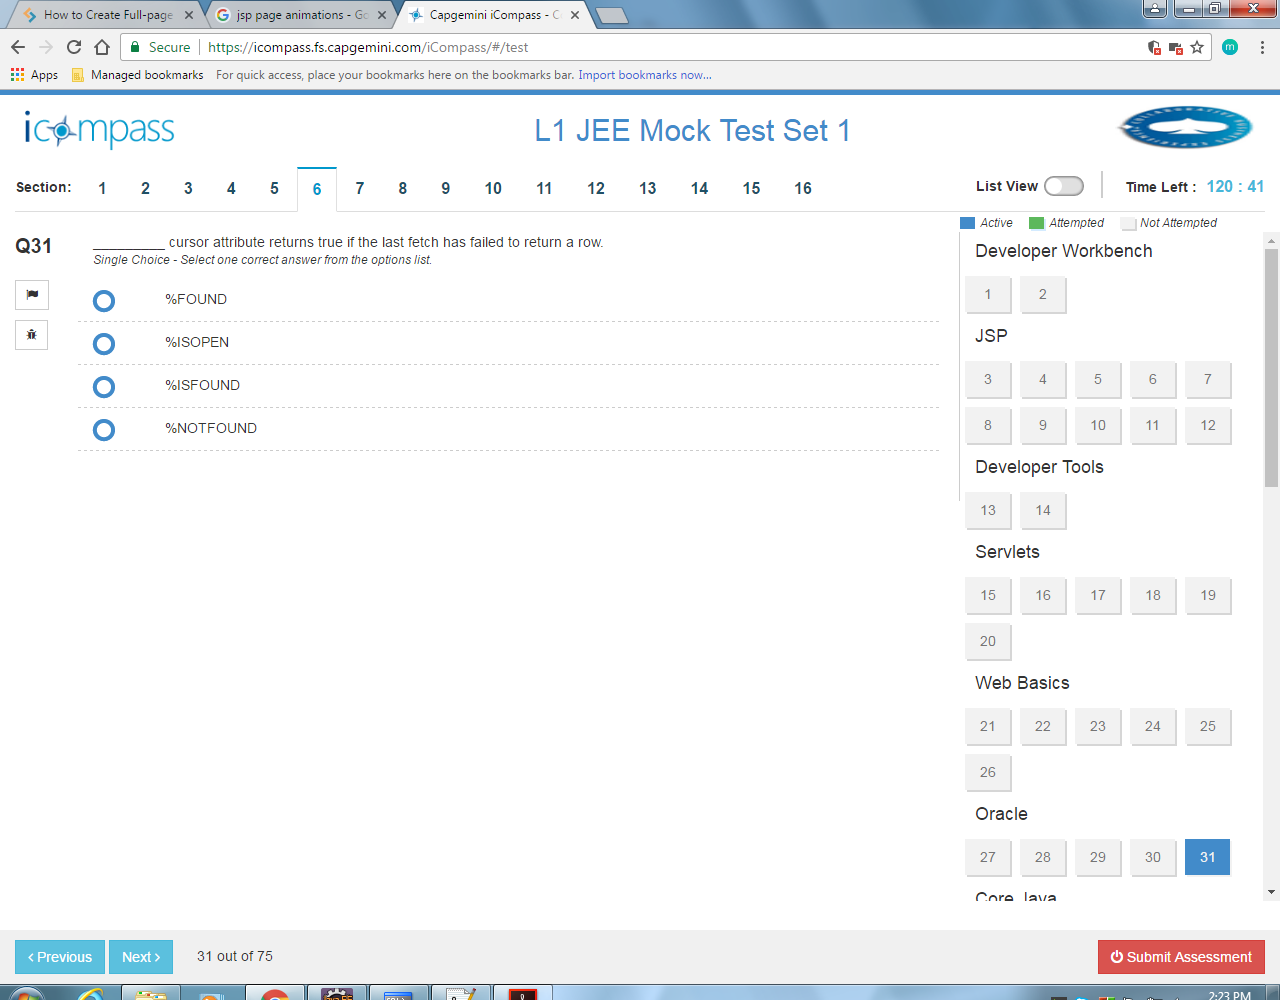 How to Create Full-page
jsp page animations - Go
Capgemini iCompass - C
Secure
https://icompass.fs.capgemini.com/iCompass/#/test
m
Apps
Managed bookmarks
For quick access, place your bookmarks here on the bookmarks bar. Import bookmarks now...
icompass
L1 JEE Mock Test Set 1
Section: 1 2 3 4 5 6 7 8 9 10 11 12 13 14 15 16
List View
Time Left : 120 : 41
Active Attempted Not Attempted
Q31
_________ cursor attribute returns true if the last fetch has failed to return a row.
Single Choice - Select one correct answer from the options list.
%FOUND
%ISOPEN
%ISFOUND
%NOTFOUND
Developer Workbench
1 2
JSP
3 4 5 6 7
8 9 10 11 12
Developer Tools
13 14
Servlets
15 16 17 18 19
20
Web Basics
21 22 23 24 25
26
Oracle
27 28 29 30 31
Core Java
‹ Previous
Next ›
31 out of 75
Submit Assessment
2:23 PM